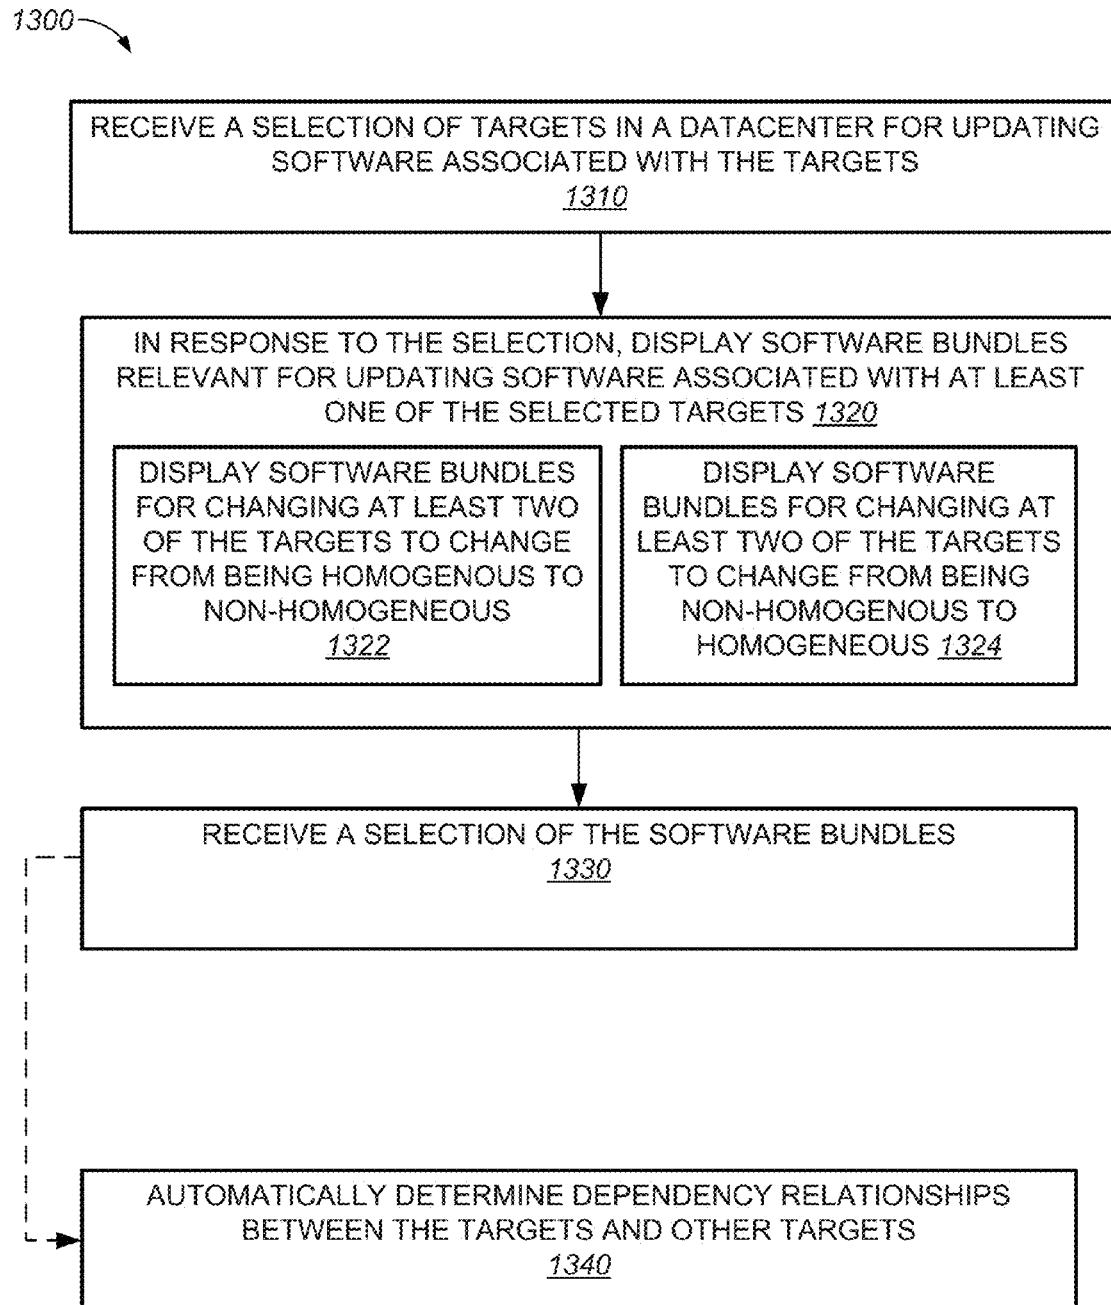 1300
RECEIVE A SELECTION OF TARGETS IN A DATACENTER FOR UPDATING
SOFTWARE ASSOCIATED WITH THE TARGETS
1310
IN RESPONSE TO THE SELECTION, DISPLAY SOFTWARE BUNDLES
RELEVANT FOR UPDATING SOFTWARE ASSOCIATED WITH AT LEAST
ONE OF THE SELECTED TARGETS 1320
DISPLAY SOFTWARE BUNDLES
FOR CHANGING AT LEAST TWO
OF THE TARGETS TO CHANGE
FROM BEING HOMOGENOUS TO
NON-HOMOGENEOUS
1322
DISPLAY SOFTWARE
BUNDLES FOR CHANGING AT
LEAST TWO OF THE TARGETS
TO CHANGE FROM BEING
NON-HOMOGENOUS TO
HOMOGENEOUS 1324
RECEIVE A SELECTION OF THE SOFTWARE BUNDLES
1330
AUTOMATICALLY DETERMINE DEPENDENCY RELATIONSHIPS
BETWEEN THE TARGETS AND OTHER TARGETS
1340